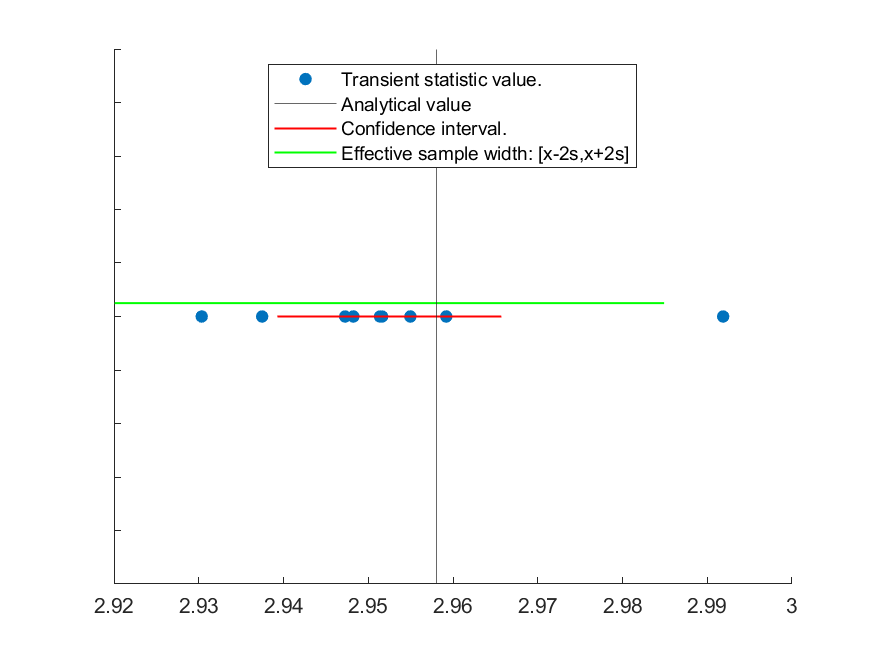 Transient statistic value.
Analytical value
Confidence interval.
Effective sample width: [x-2s,x+2s]
2.92 2.93 2.94 2.95 2.96 2.97 2.98 2.99 3